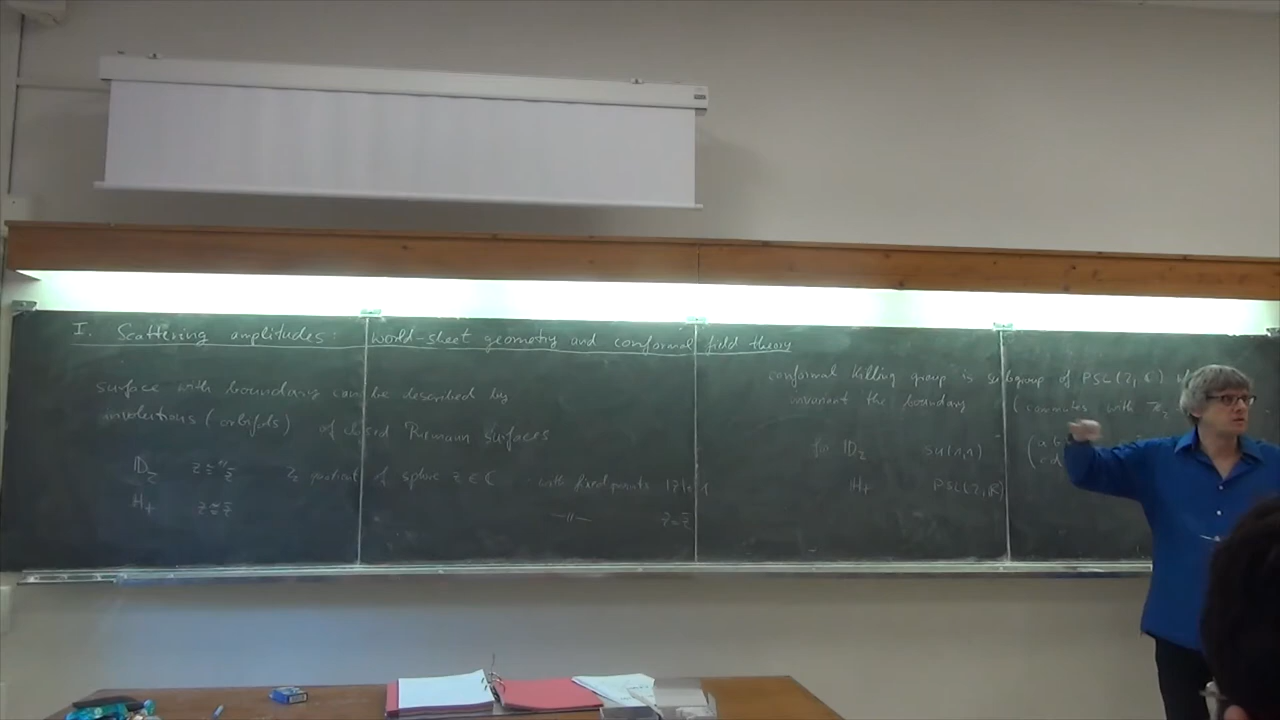 I. Scattering amplitudes: world-sheet geometry and conformal field theory
surface with boundary can be described by
involutions (orbifolds) of closed Riemann surfaces
ID₂ z ≅ 1/z̄ Z₂ quotient of sphere z ∈ C with fixed points |z|=1
H₊ z ≅ z̄ —〃— z = z̄
conformal Killing group is subgroup of PSL(2, C)
invariant the boundary (commutes with Z₂
for ID₂ SU(1,1) (a b
c d
H₊ PSL(2, R)